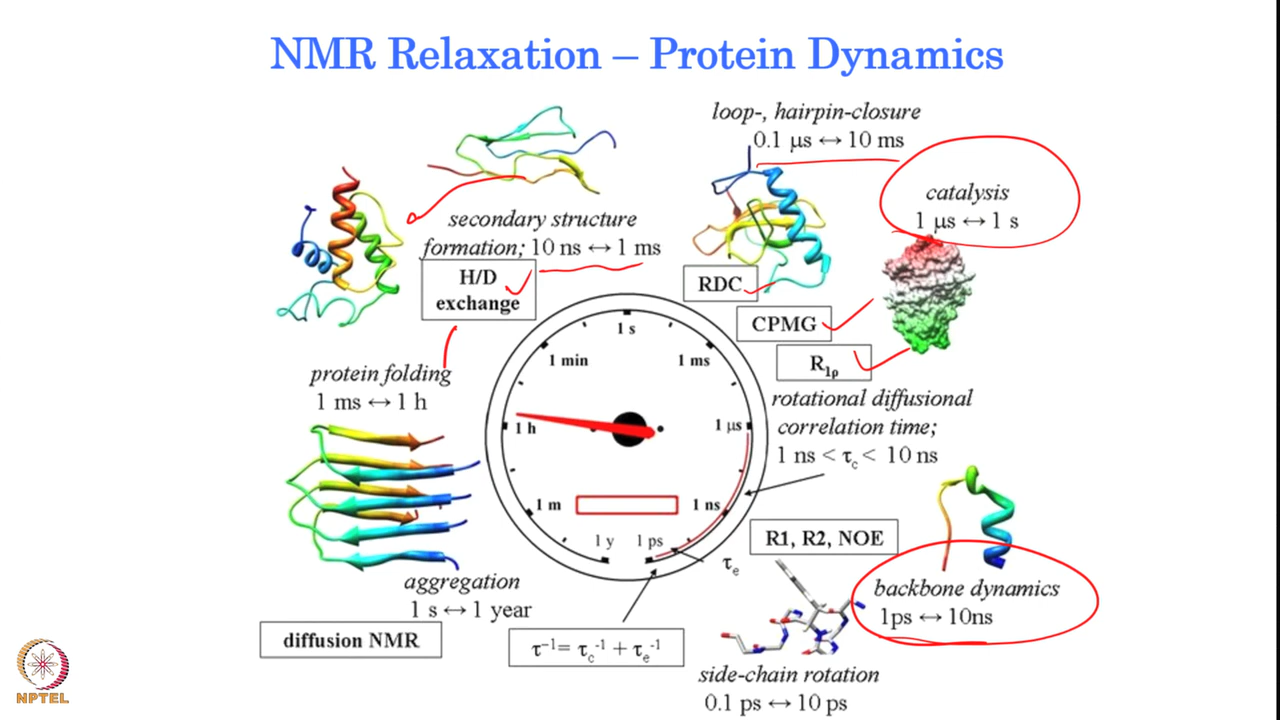 NMR Relaxation – Protein Dynamics
loop-, hairpin-closure
0.1 μs ↔ 10 ms
catalysis
1 μs ↔ 1 s
secondary structure
formation; 10 ns ↔ 1 ms
H/D
exchange
RDC
CPMG
R1ρ
protein folding
1 ms ↔ 1 h
1 s
1 min
1 ms
1 h
1 μs
1 m
1 ns
1 y
1 ps
rotational diffusional
correlation time;
1 ns < τc < 10 ns
R1, R2, NOE
τe
backbone dynamics
1ps ↔ 10ns
aggregation
1 s ↔ 1 year
diffusion NMR
τ⁻¹= τc⁻¹ + τe⁻¹
side-chain rotation
0.1 ps ↔ 10 ps
NPTEL